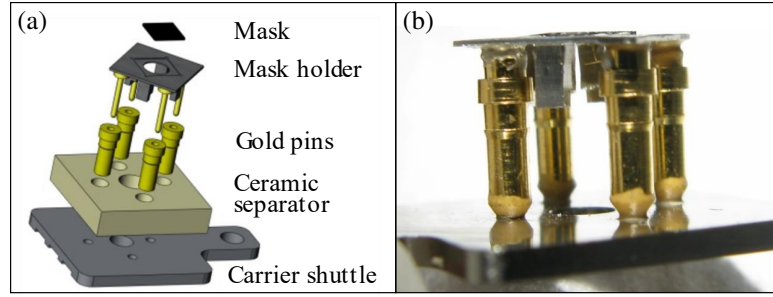 (a)
Mask
Mask holder
Gold pins
Ceramic
separator
Carrier shuttle
(b)